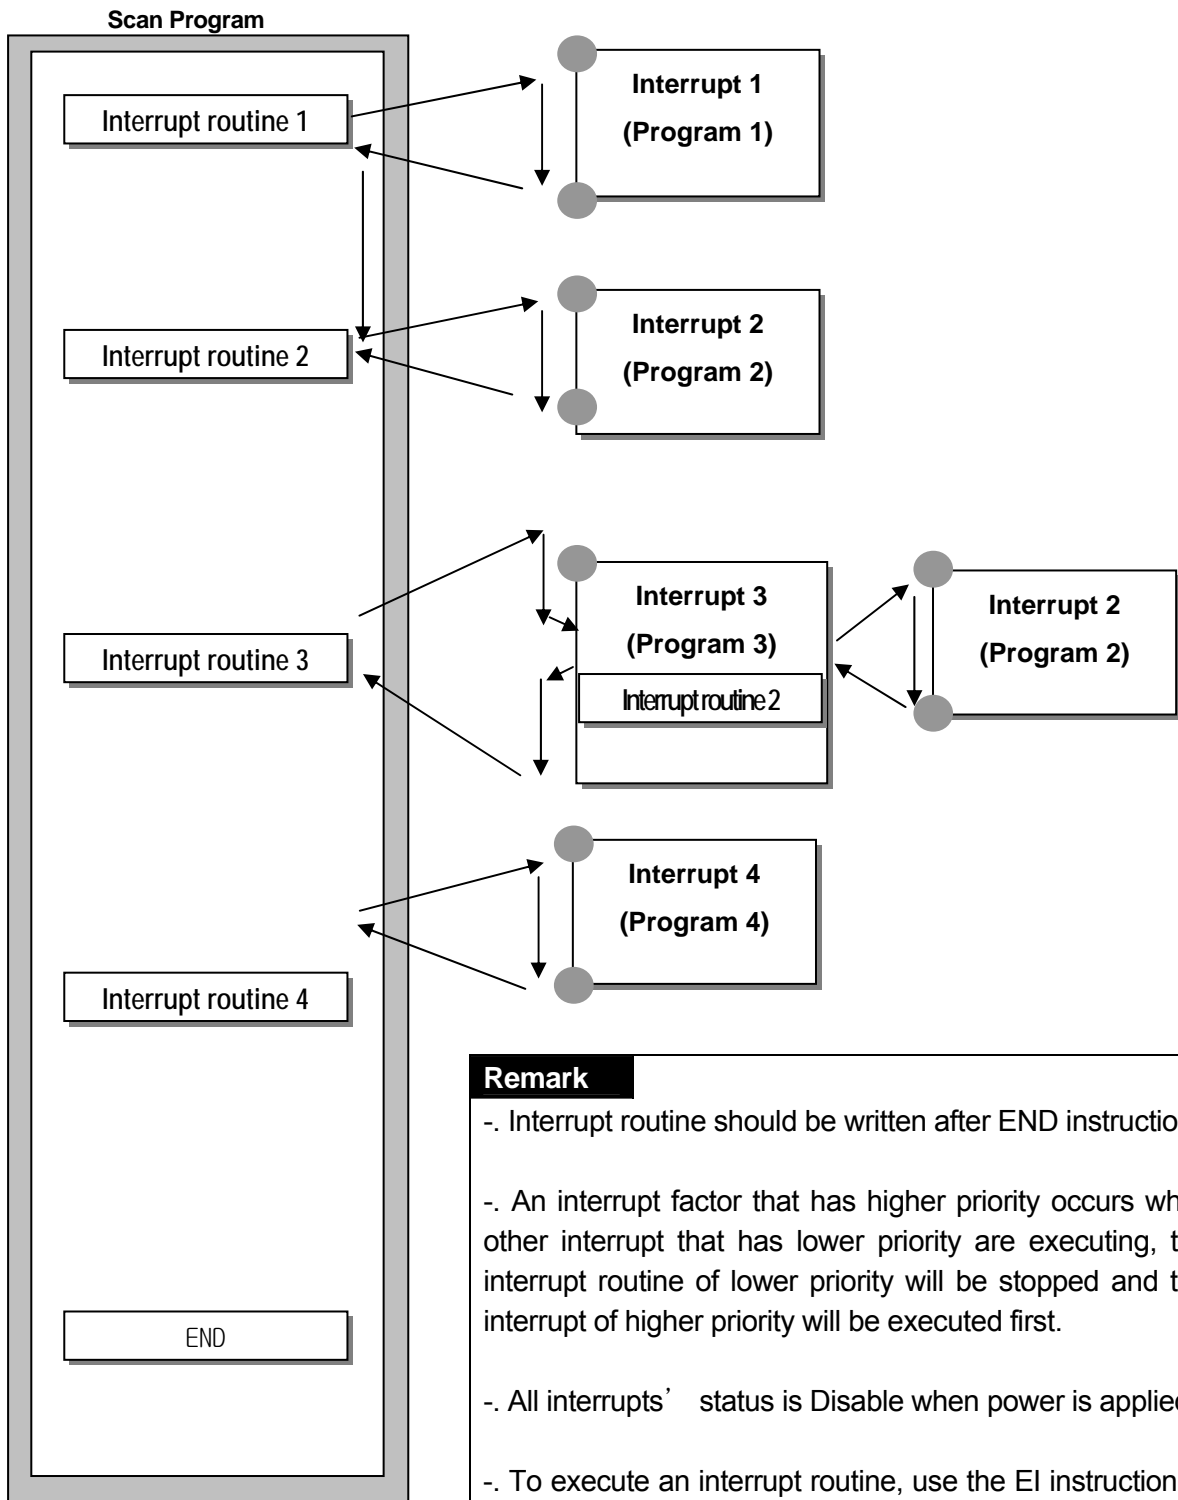 Scan Program
Interrupt routine 1
Interrupt 1
(Program 1)
Interrupt routine 2
Interrupt 2
(Program 2)
Interrupt routine 3
Interrupt 3
(Program 3)
Interrupt routine 2
Interrupt 2
(Program 2)
Interrupt 4
(Program 4)
Interrupt routine 4
END
Remark
-. Interrupt routine should be written after END
-. An interrupt factor that has higher priority occurs
other interrupt that has lower priority are executing,
interrupt routine of lower priority will be stopped and
interrupt of higher priority will be executed first.
-. All interrupts' status is Disable when power is
-. To execute an interrupt routine, use the EI instruction